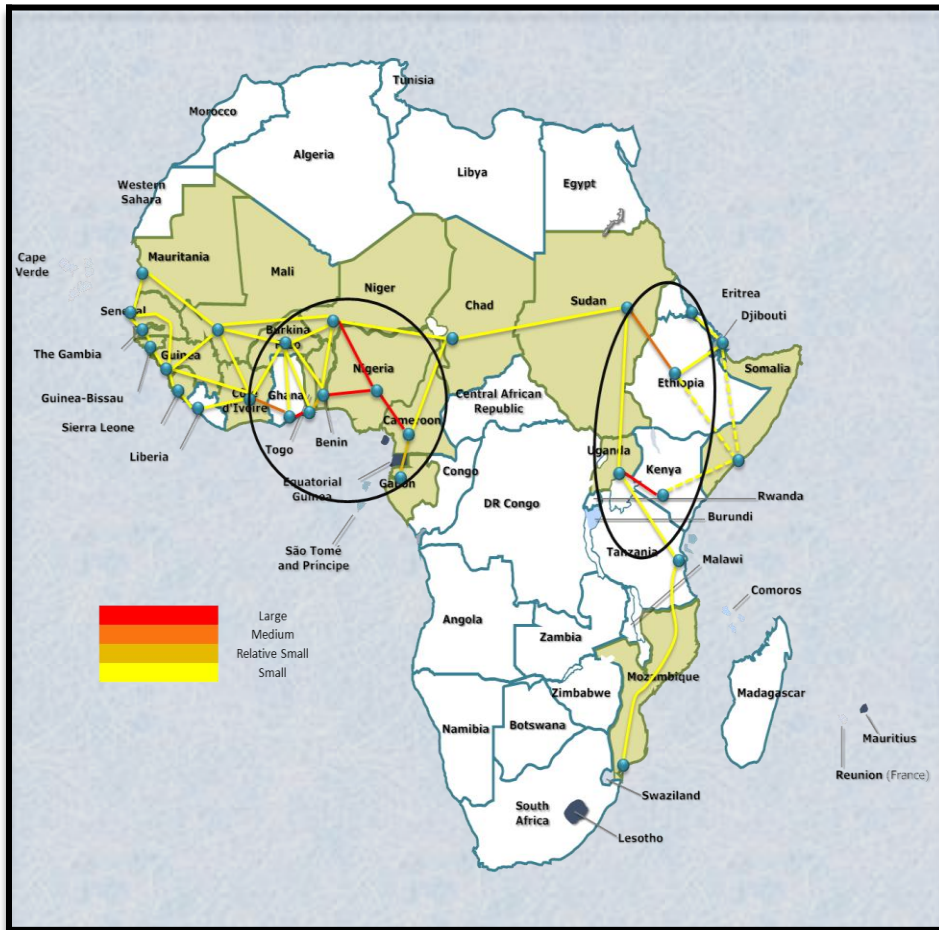 Tunisia
Morocco
Algeria
Libya
Egypt
Western
Sahara
Cape
Verde
Mauritania
Mali
Niger
Chad
Sudan
Eritrea
Djibouti
Senegal
The Gambia
Guinea
Burkina
Nigeria
Ethiopia
Somalia
Guinea-Bissau
Ghana
d'Ivoire
Central African
Republic
Cameroon
Sierra Leone
Liberia
Togo
Benin
Uganda
Kenya
Equatorial
Guinea
Gabon
Congo
DR Congo
Rwanda
Burundi
São Tomé
and Principe
Tanzania
Malawi
Comoros
Large
Medium
Relative Small
Small
Angola
Zambia
Mozambique
Zimbabwe
Madagascar
Namibia
Botswana
Mauritius
Reunion (France)
Swaziland
South
Africa
Lesotho